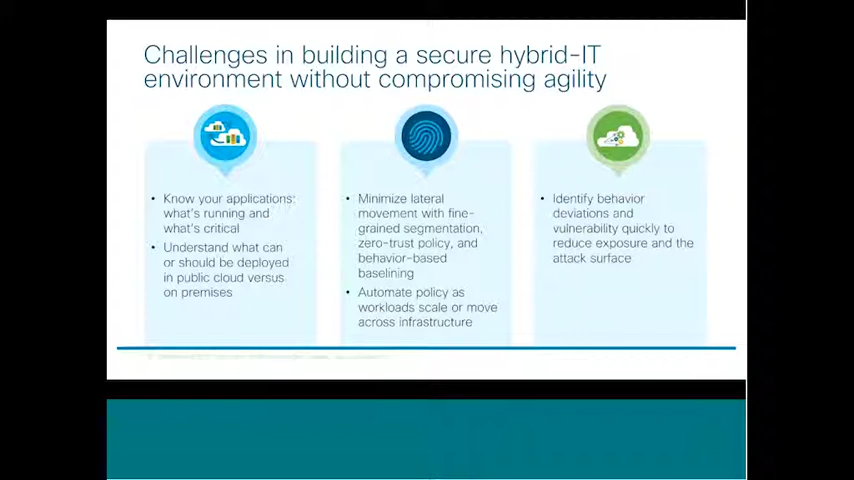 Challenges in building a secure hybrid-IT
environment without compromising agility
• Know your applications:
what's running and
what's critical
• Understand what can
or should be deployed
in public cloud versus
on premises
• Minimize lateral
movement with fine-
grained segmentation,
zero-trust policy, and
behavior-based
baselining
• Automate policy as
workloads scale or move
across infrastructure
• Identify behavior
deviations and
vulnerability quickly to
reduce exposure and the
attack surface